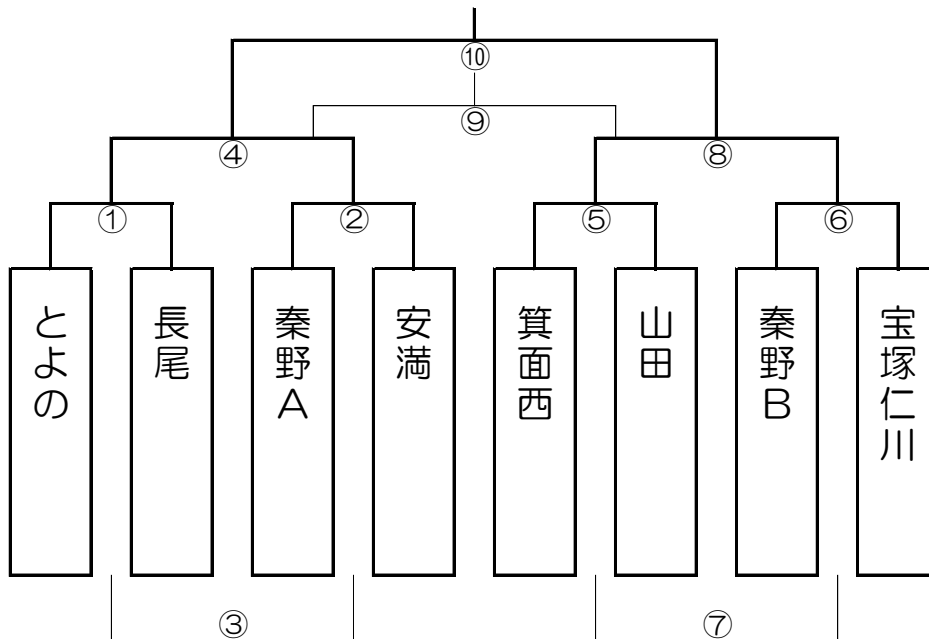 ⑩
⑨
④
⑧
①
②
⑤
⑥
とよの
長尾
秦野A
安満
箕面西
山田
秦野B
宝塚仁川
③
⑦